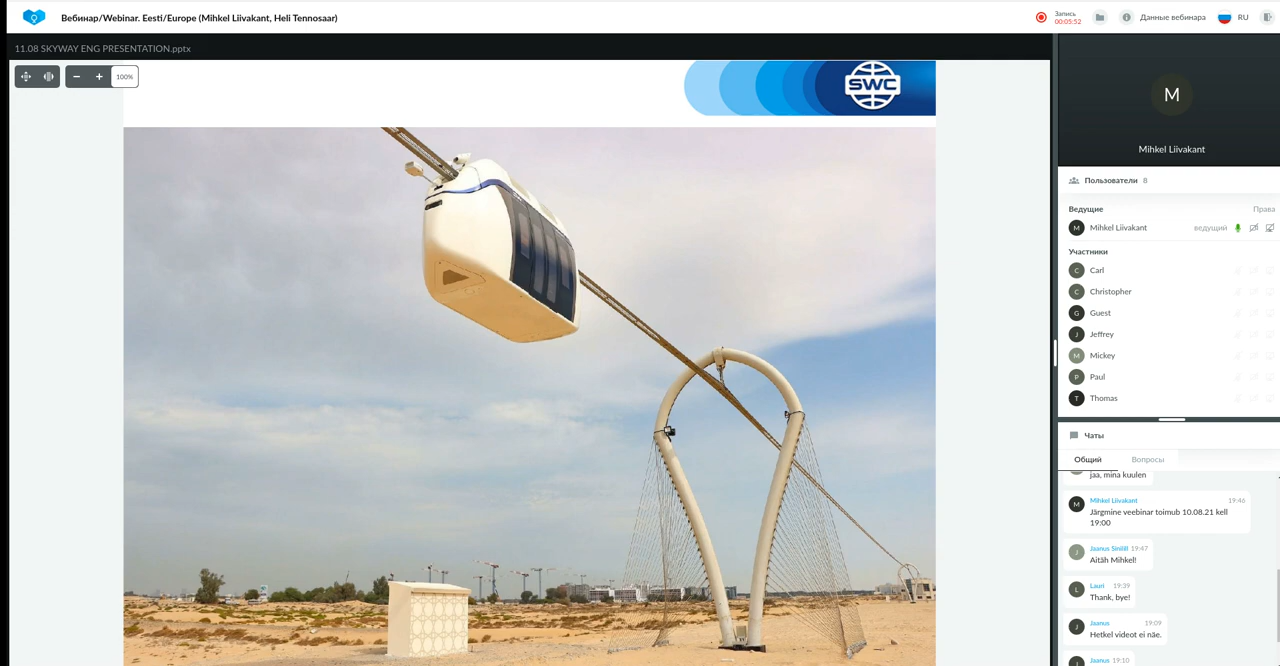 Вебинар/Webinar. Eesti/Europe (Mihkel Liivakant, Heli Tennosaar)
Запись
00:05:52
Данные вебинара
RU
11.08 SKYWAY ENG PRESENTATION.pptx
100%
SWC
M
Mihkel Liivakant
Пользователи 8
Ведущие
Права
M Mihkel Liivakant ведущий
Участники
C Carl
C Christopher
G Guest
J Jeffrey
M Mickey
P Paul
T Thomas
Чаты
Общий Вопросы
jaa, mina kuulen
M Mihkel Liivakant 19:46
Järgmine veebinar toimub 10.08.21 kell
19:00
J Jaanus Sinilill 19:47
Aitäh Mihkel!
L Lauri 19:39
Thank, bye!
J Jaanus 19:09
Hetkel videot ei näe.
J Jaanus 19:10